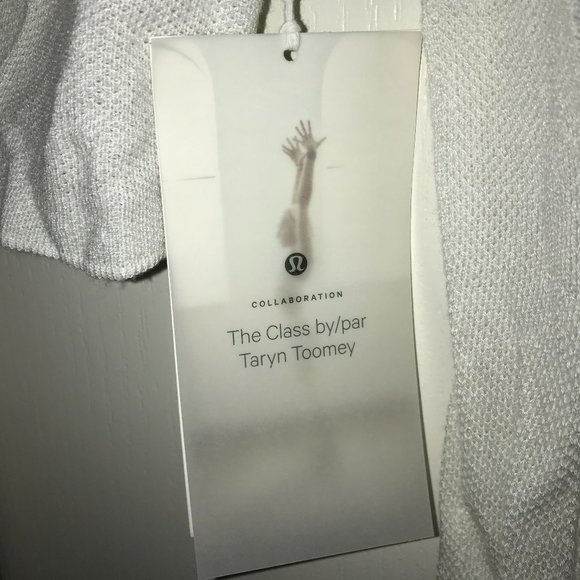 COLLABORATION
The Class by/par
Taryn Toomey